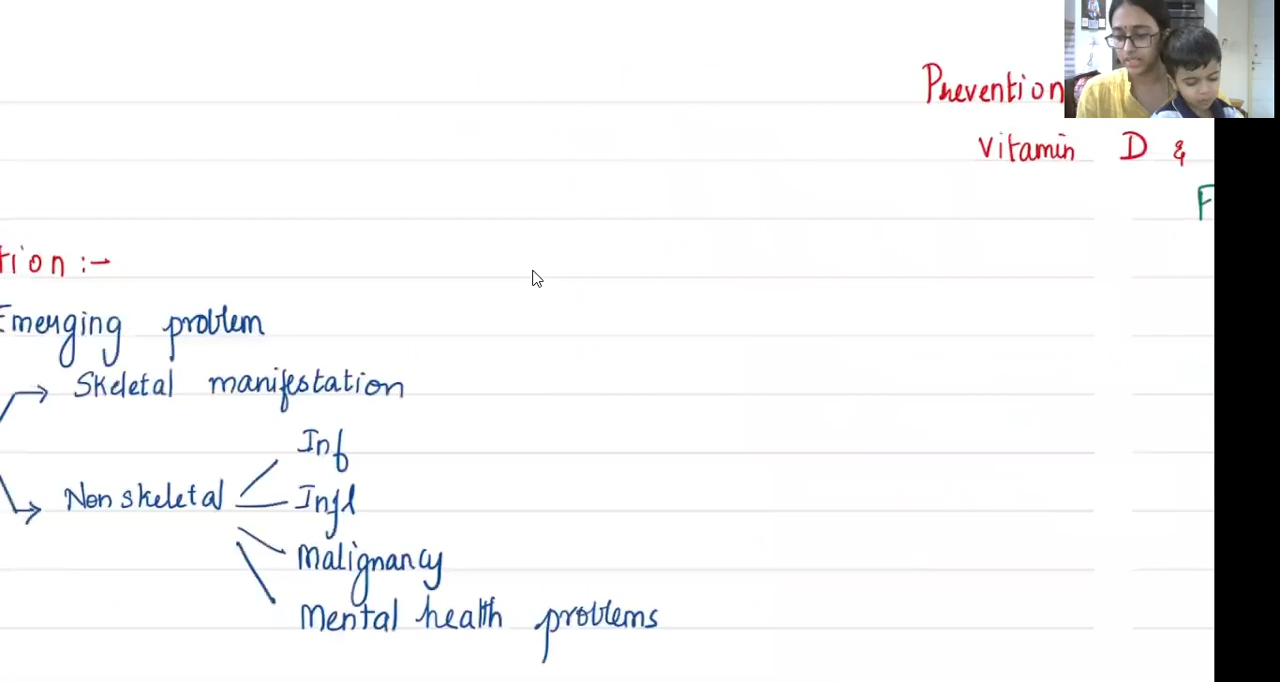 Prevention
Vitamin D &
F
tion :-
Emerging problem
Skeletal manifestation
Inf
Non skeletal
Infl
Malignancy
Mental health problems